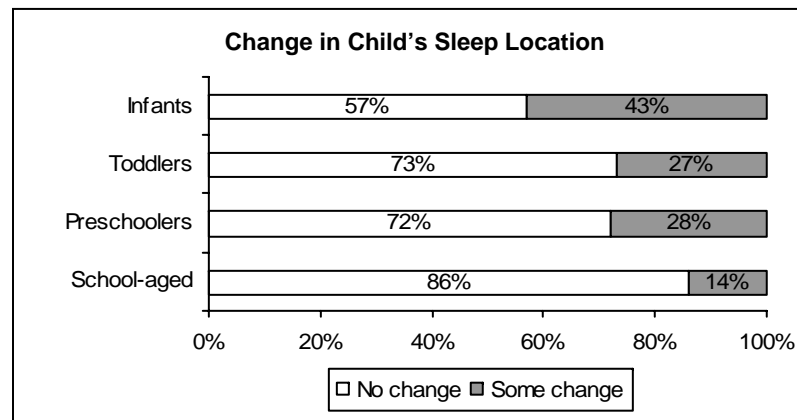 Change in Child's Sleep Location
Infants 57% 43%
Toddlers 73% 27%
Preschoolers 72% 28%
School-aged 86% 14%
0% 20% 40% 60% 80% 100%
No change Some change